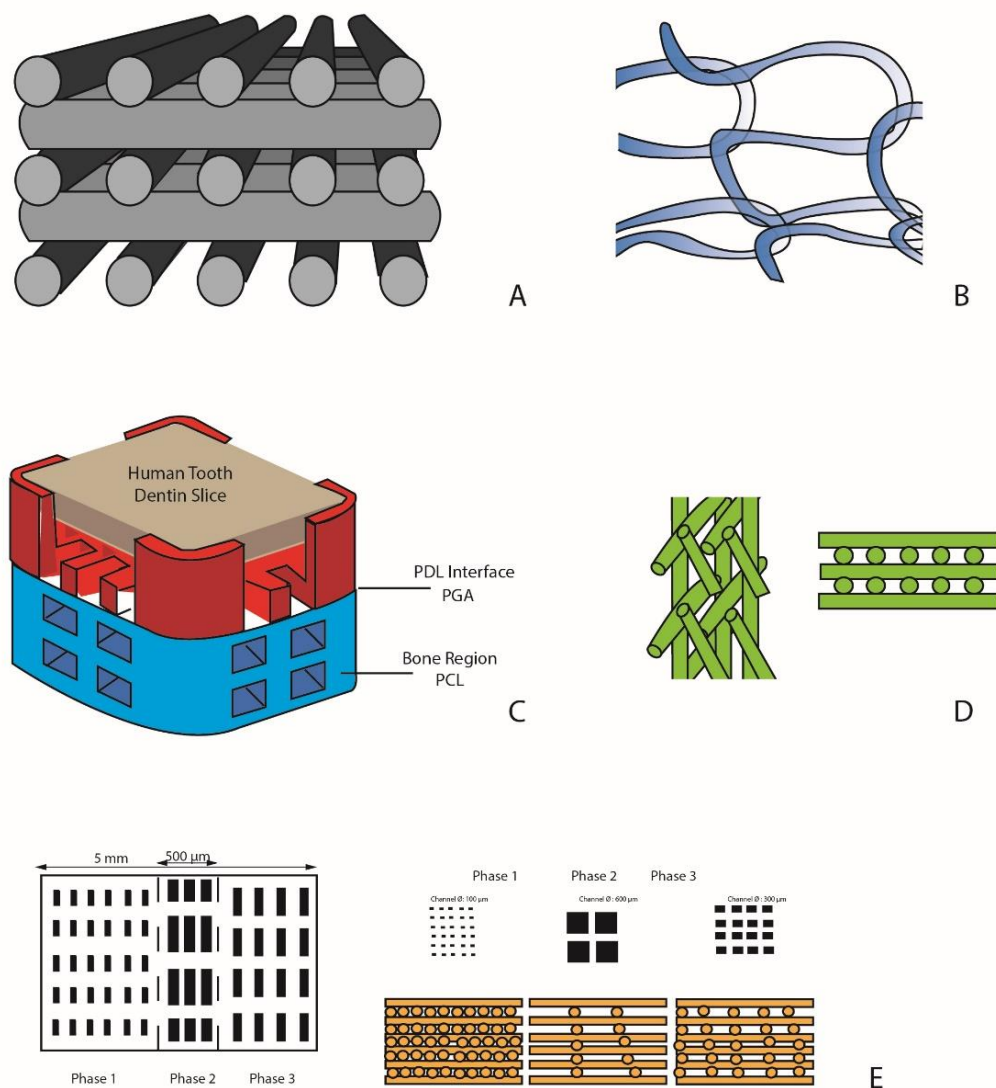 A
B
Human Tooth
Dentin Slice
PDL Interface
PGA
Bone Region
PCL
C
D
5 mm
500 µm
Phase 1
Phase 2
Phase 3
Phase 1
Phase 2
Phase 3
Channel Ø: 100 µm
Channel Ø : 600 µm
Channel Ø : 300 µm
E